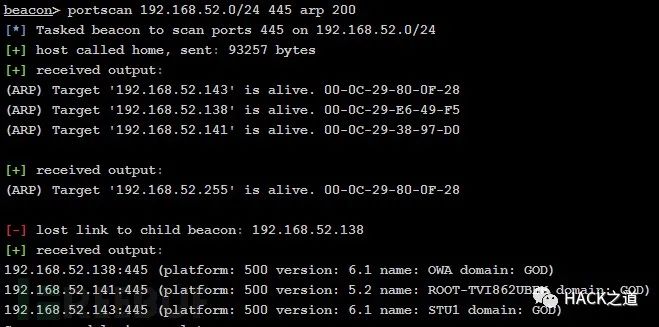 beacon> portscan 192.168.52.0/24 445 arp 200
[*] Tasked beacon to scan ports 445 on 192.168.52.0/24
[+] host called home, sent: 93257 bytes
[+] received output:
(ARP) Target '192.168.52.143' is alive. 00-0C-29-80-0F-28
(ARP) Target '192.168.52.138' is alive. 00-0C-29-E6-49-F5
(ARP) Target '192.168.52.141' is alive. 00-0C-29-38-97-D0
[+] received output:
(ARP) Target '192.168.52.255' is alive. 00-0C-29-80-0F-28
[-] lost link to child beacon: 192.168.52.138
[+] received output:
192.168.52.138:445 (platform: 500 version: 6.1 name: OWA domain: GOD)
192.168.52.141:445 (platform: 500 version: 5.2 name: domain: GOD)
192.168.52.143:445 (platform: 500 version: 6.1 name: STU1 domain: GOD)
HACK之道